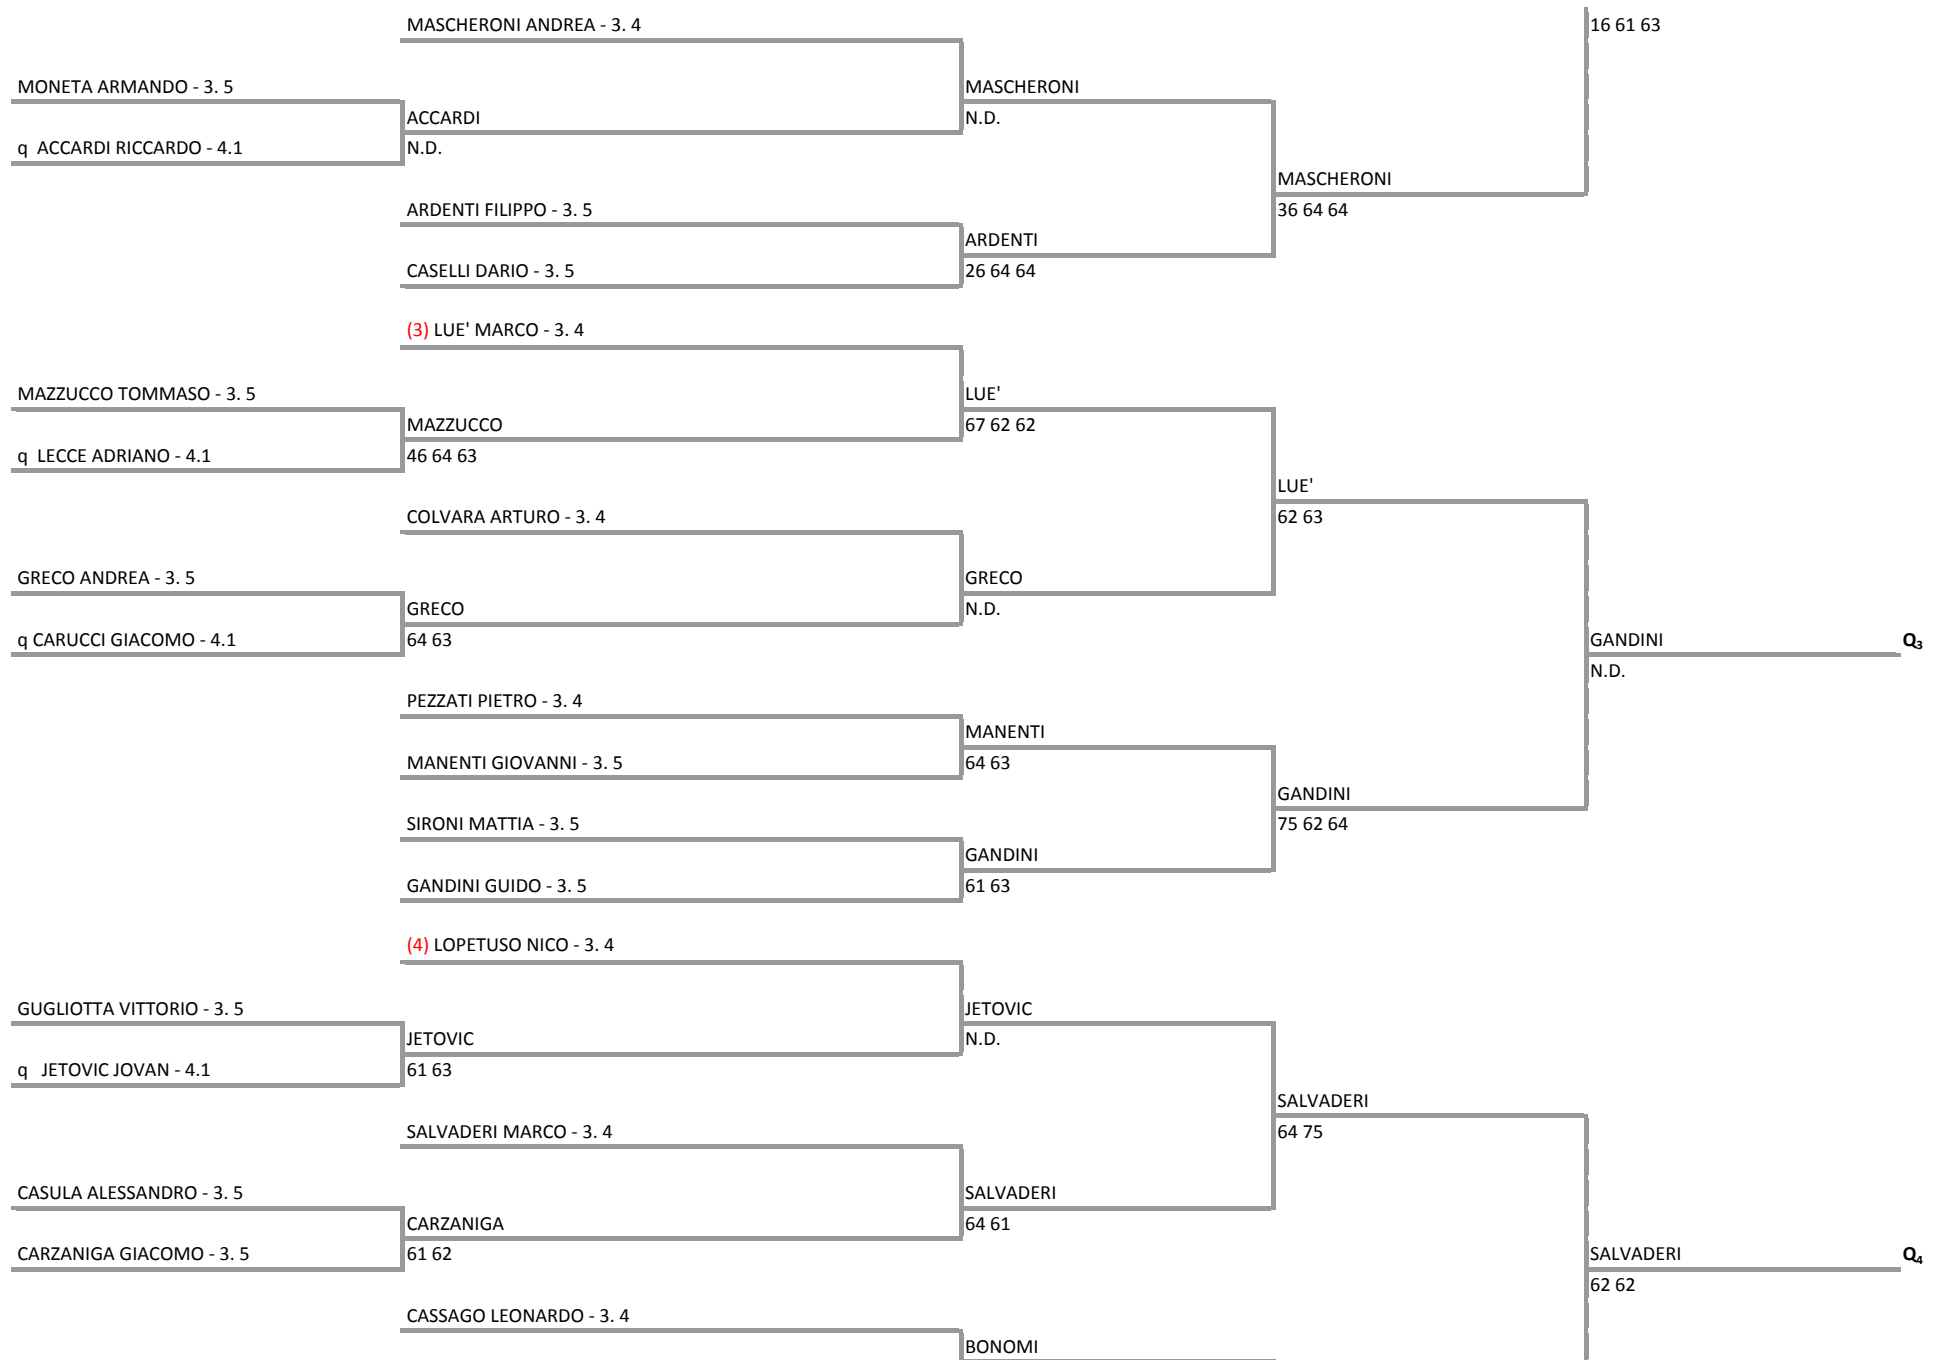 MASCHERONI ANDREA - 3. 4
16 61 63
MONETA ARMANDO - 3. 5
MASCHERONI
ACCARDI
N.D.
q ACCARDI RICCARDO - 4.1
N.D.
MASCHERONI
ARDENTI FILIPPO - 3. 5
36 64 64
ARDENTI
CASELLI DARIO - 3. 5
26 64 64
(3) LUE' MARCO - 3. 4
MAZZUCCO TOMMASO - 3. 5
LUE'
MAZZUCCO
67 62 62
q LECCE ADRIANO - 4.1
46 64 63
LUE'
COLVARA ARTURO - 3. 4
62 63
GRECO ANDREA - 3. 5
GRECO
GRECO
N.D.
q CARUCCI GIACOMO - 4.1
64 63
GANDINI
Q₃
N.D.
PEZZATI PIETRO - 3. 4
MANENTI
MANENTI GIOVANNI - 3. 5
64 63
GANDINI
SIRONI MATTIA - 3. 5
75 62 64
GANDINI
GANDINI GUIDO - 3. 5
61 63
(4) LOPETUSO NICO - 3. 4
GUGLIOTTA VITTORIO - 3. 5
JETOVIC
JETOVIC
N.D.
q JETOVIC JOVAN - 4.1
61 63
SALVADERI
SALVADERI MARCO - 3. 4
64 75
CASULA ALESSANDRO - 3. 5
SALVADERI
CARZANIGA
64 61
CARZANIGA GIACOMO - 3. 5
61 62
SALVADERI
Q₄
62 62
CASSAGO LEONARDO - 3. 4
BONOMI